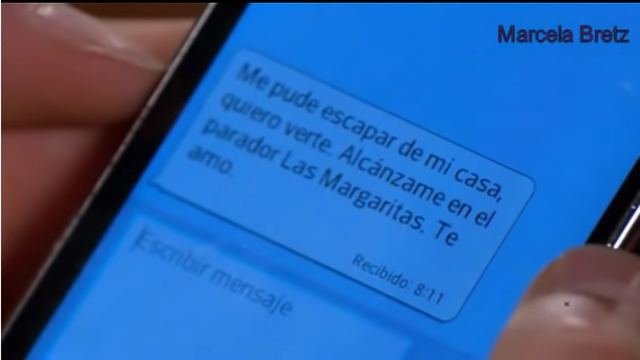 Marcela Bretz
Me pude escapar de mi casa,
quiero verte. Alcánzame en el
parador Las Margaritas. Te
amo.
Recibido: 8:11
Escribir mensaje